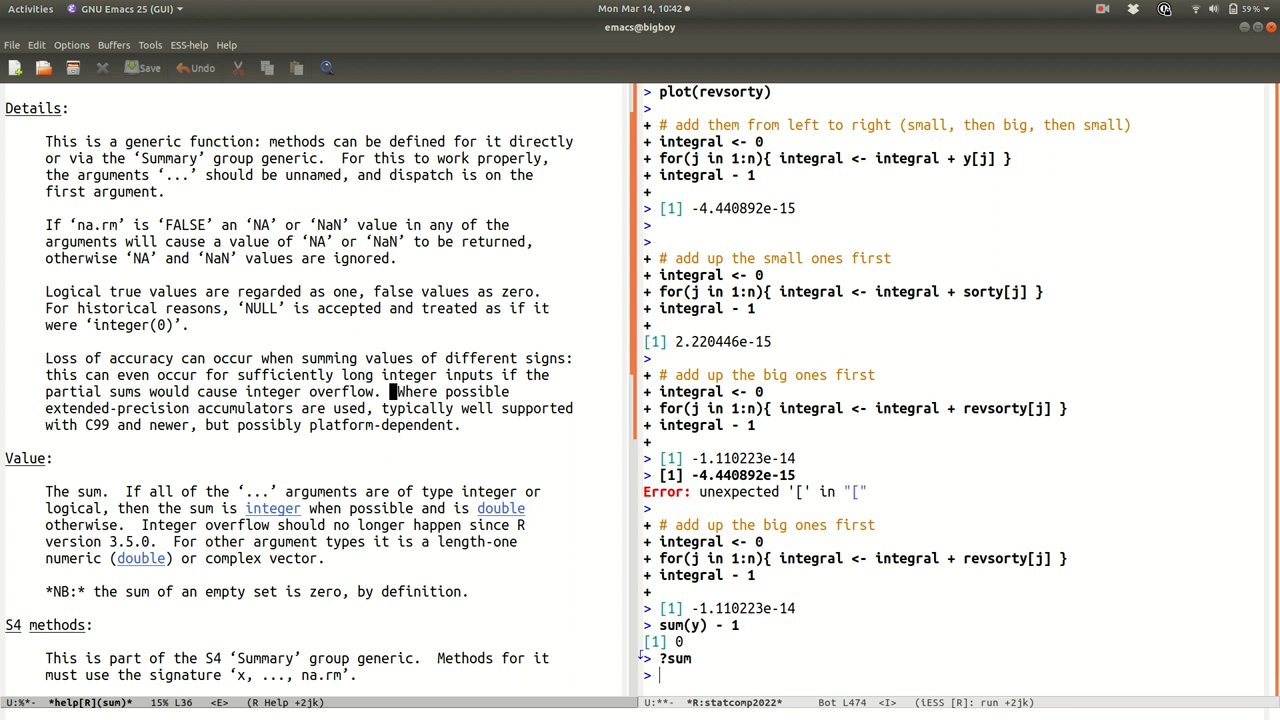 Activities GNU Emacs 25 (GUI) Mon Mar 14, 10:42 59 %
emacs@bigboy
File Edit Options Buffers Tools ESS-help Help
Save Undo
Details:
This is a generic function: methods can be defined for it directly
or via the ‘Summary’ group generic.  For this to work properly,
the arguments ‘...’ should be unnamed, and dispatch is on the
first argument.
If ‘na.rm’ is ‘FALSE’ an ‘NA’ or ‘NaN’ value in any of the
arguments will cause a value of ‘NA’ or ‘NaN’ to be returned,
otherwise ‘NA’ and ‘NaN’ values are ignored.
Logical true values are regarded as one, false values as zero.
For historical reasons, ‘NULL’ is accepted and treated as if it
were ‘integer(0)’.
Loss of accuracy can occur when summing values of different signs:
this can even occur for sufficiently long integer inputs if the
partial sums would cause integer overflow.  Where possible
extended-precision accumulators are used, typically well supported
with C99 and newer, but possibly platform-dependent.
Value:
The sum.  If all of the ‘...’ arguments are of type integer or
logical, then the sum is integer when possible and is double
otherwise.  Integer overflow should no longer happen since R
version 3.5.0.  For other argument types it is a length-one
numeric (double) or complex vector.
*NB:* the sum of an empty set is zero, by definition.
S4 methods:
This is part of the S4 ‘Summary’ group generic.  Methods for it
must use the signature ‘x, ..., na.rm’.
U:%*-  *help[R](sum)*   15% L36   <E>   (R Help +2jk)
> plot(revsorty)
>
+ # add them from left to right (small, then big, then small)
+ integral <- 0
+ for(j in 1:n){ integral <- integral + y[j] }
+ integral - 1
+
> [1] -4.440892e-15
>
>
+ # add up the small ones first
+ integral <- 0
+ for(j in 1:n){ integral <- integral + sorty[j] }
+ integral - 1
+
[1] 2.220446e-15
>
+ # add up the big ones first
+ integral <- 0
+ for(j in 1:n){ integral <- integral + revsorty[j] }
+ integral - 1
+
> [1] -1.110223e-14
> [1] -4.440892e-15
Error: unexpected '[' in "["
>
+ # add up the big ones first
+ integral <- 0
+ for(j in 1:n){ integral <- integral + revsorty[j] }
+ integral - 1
+
> [1] -1.110223e-14
> sum(y) - 1
[1] 0
> ?sum
>
U:**-  *R:statcomp2022*   Bot L474   <I>   (iESS [R]: run +2jk)